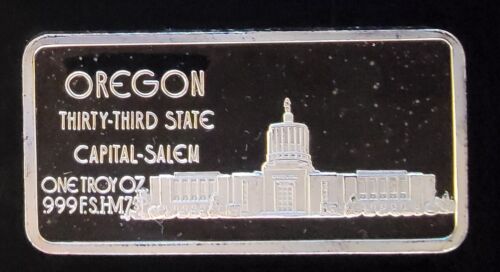 OREGON
THIRTY-THIRD STATE
CAPITAL-SALEM
ONE TROY OZ
.999 F.S. HM73